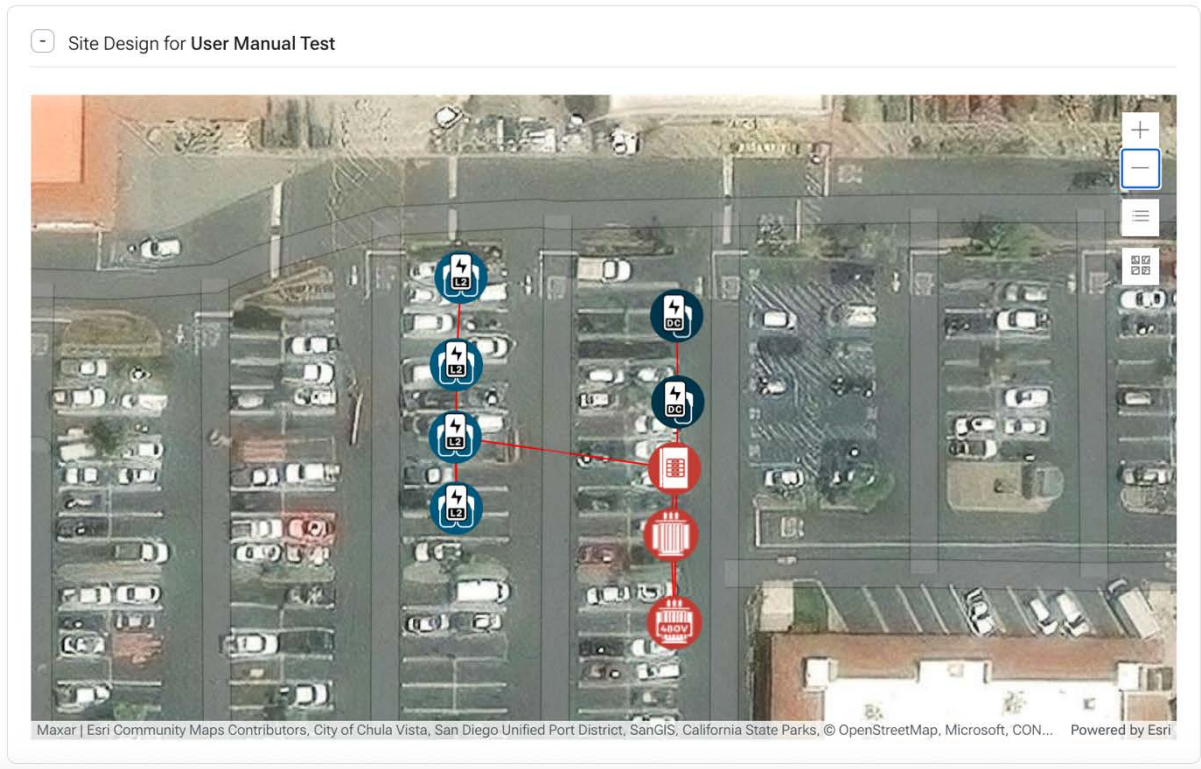 - Site Design for User Manual Test
L2
DC
L2
DC
L2
L2
480V
Maxar | Esri Community Maps Contributors, City of Chula Vista, San Diego Unified Port District, SanGIS, California State Parks, © OpenStreetMap, Microsoft, CON... Powered by Esri